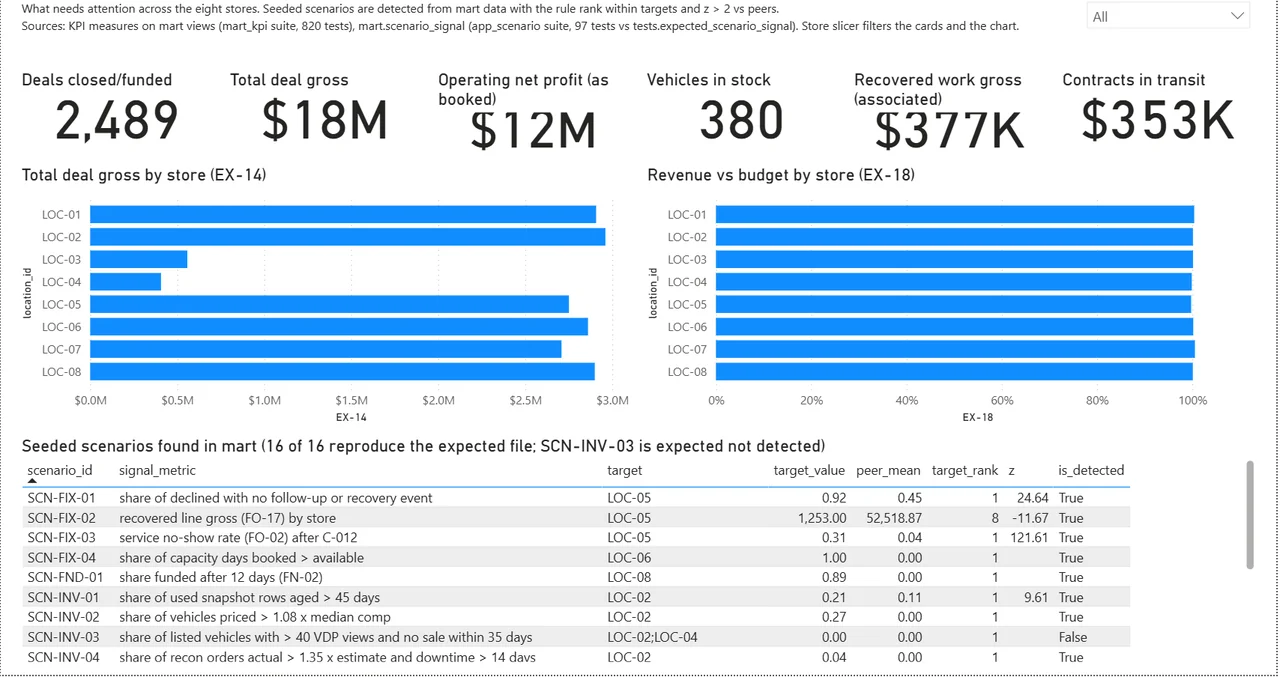 What needs attention across the eight stores. Seeded scenarios are detected from mart data with the rule rank within targets and z > 2 vs peers.
Sources: KPI measures on mart views (mart_kpi suite, 820 tests), mart.scenario_signal (app_scenario suite, 97 tests vs tests.expected_scenario_signal). Store slicer filters the cards and the chart.
All
Deals closed/funded
2,489
Total deal gross
$18M
Operating net profit (as
booked)
$12M
Vehicles in stock
380
Recovered work gross
(associated)
$377K
Contracts in transit
$353K
Total deal gross by store (EX-14)
location_id
LOC-01
LOC-02
LOC-03
LOC-04
LOC-05
LOC-06
LOC-07
LOC-08
$0.0M $0.5M $1.0M $1.5M $2.0M $2.5M $3.0M
EX-14
Revenue vs budget by store (EX-18)
location_id
LOC-01
LOC-02
LOC-03
LOC-04
LOC-05
LOC-06
LOC-07
LOC-08
0% 20% 40% 60% 80% 100%
EX-18
Seeded scenarios found in mart (16 of 16 reproduce the expected file; SCN-INV-03 is expected not detected)
scenario_id signal_metric target target_value peer_mean target_rank z is_detected
SCN-FIX-01 share of declined with no follow-up or recovery event LOC-05 0.92 0.45 1 24.64 True
SCN-FIX-02 recovered line gross (FO-17) by store LOC-05 1,253.00 52,518.87 8 -11.67 True
SCN-FIX-03 service no-show rate (FO-02) after C-012 LOC-05 0.31 0.04 1 121.61 True
SCN-FIX-04 share of capacity days booked > available LOC-06 1.00 0.00 1 True
SCN-FND-01 share funded after 12 days (FN-02) LOC-08 0.89 0.00 1 True
SCN-INV-01 share of used snapshot rows aged > 45 days LOC-02 0.21 0.11 1 9.61 True
SCN-INV-02 share of vehicles priced > 1.08 x median comp LOC-02 0.27 0.00 1 True
SCN-INV-03 share of listed vehicles with > 40 VDP views and no sale within 35 days LOC-02;LOC-04 0.00 0.00 1 False
SCN-INV-04 share of recon orders actual > 1.35 x estimate and downtime > 14 days LOC-02 0.04 0.00 1 True